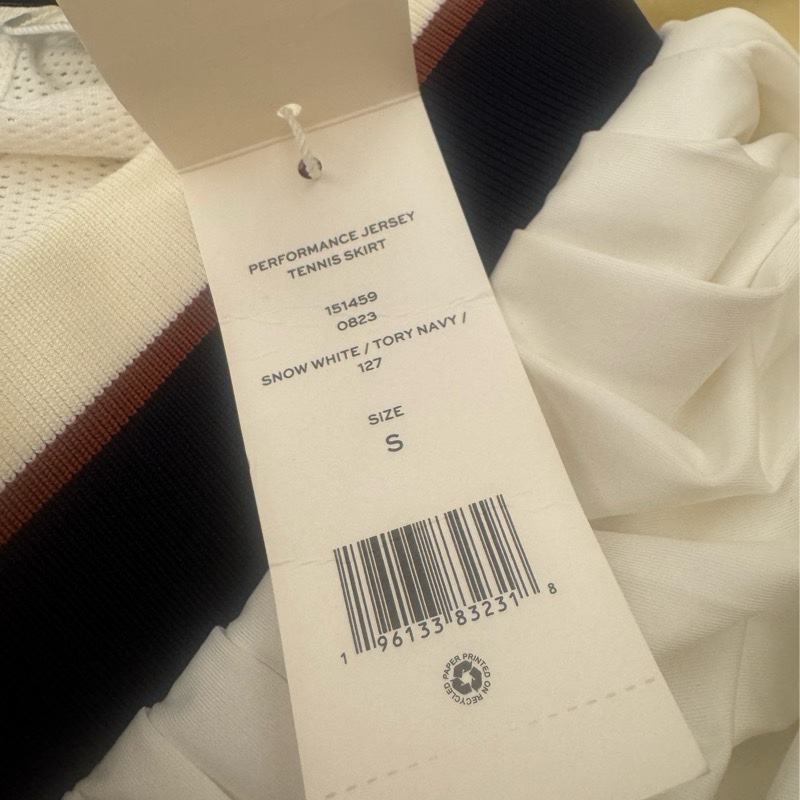 PERFORMANCE JERSEY
TENNIS SKIRT
151459
0823
SNOW WHITE / TORY NAVY /
127
SIZE
S
1 96133 83231 8
PAPER PRINTED ON RECYCLED